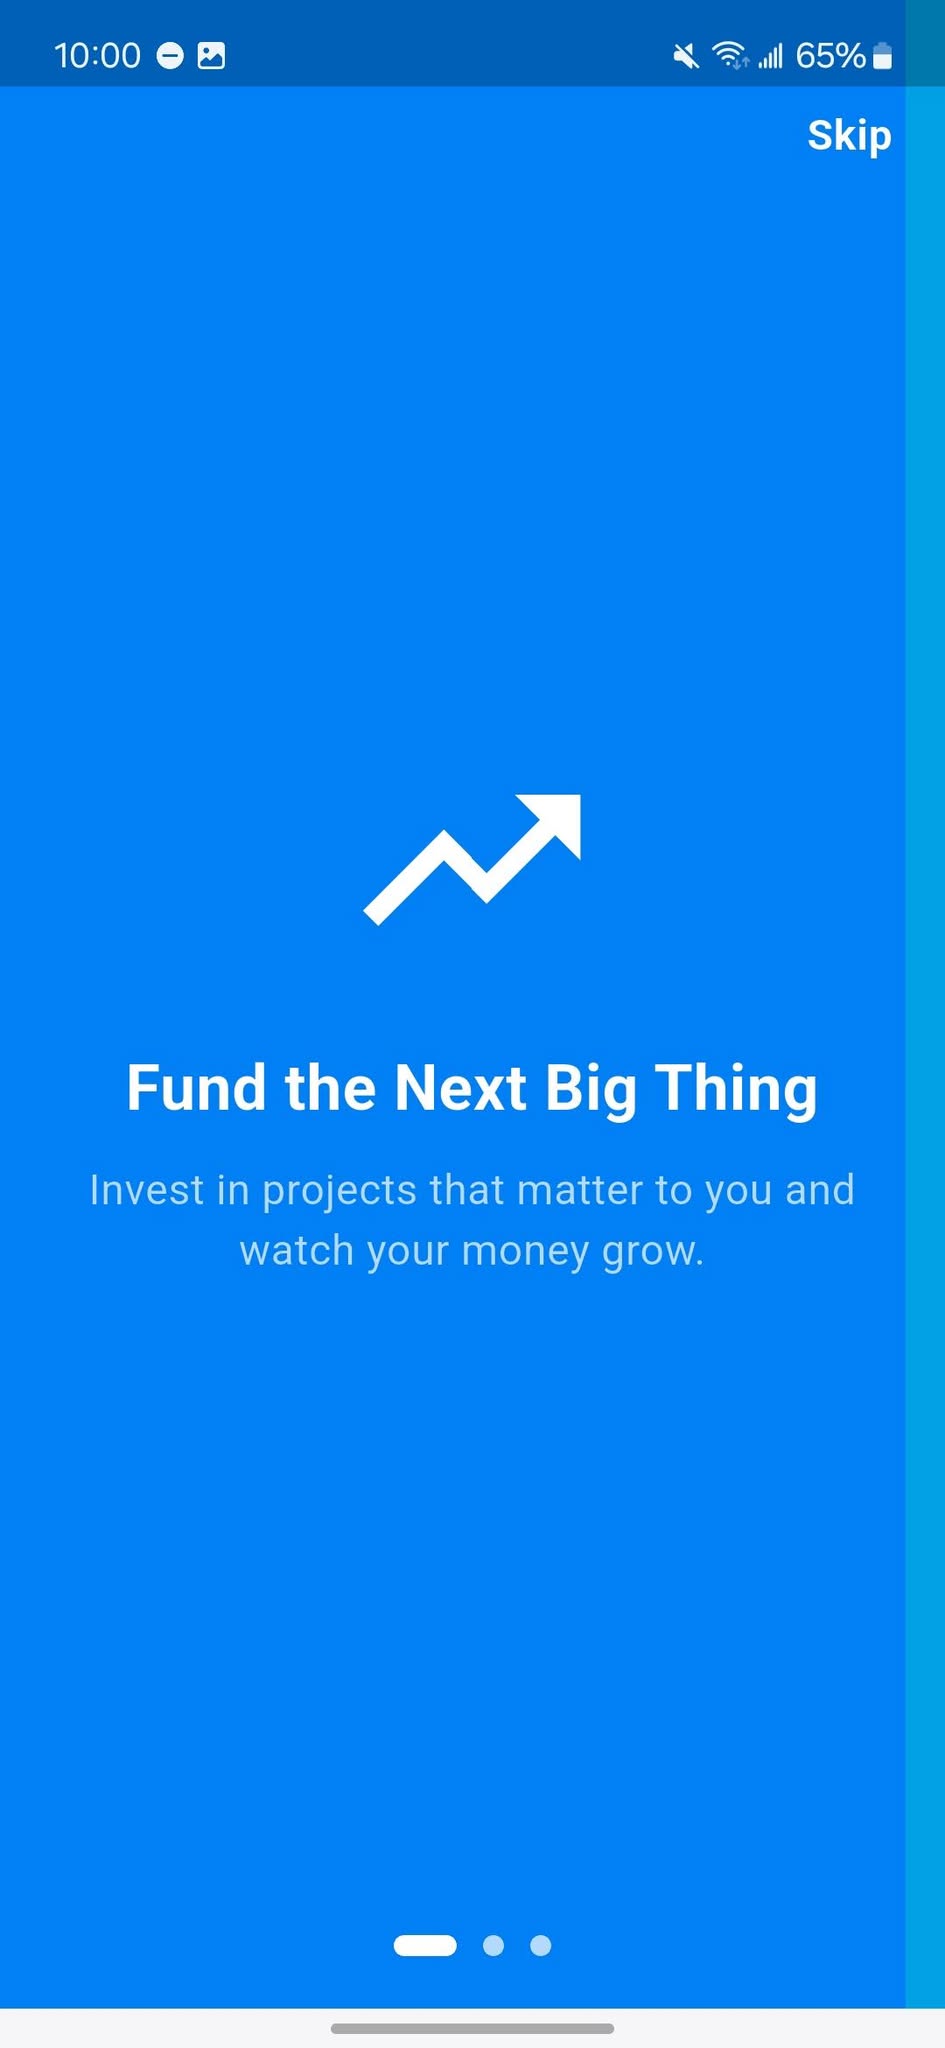 10:00
65%
Skip
Fund the Next Big Thing
Invest in projects that matter to you and
watch your money grow.